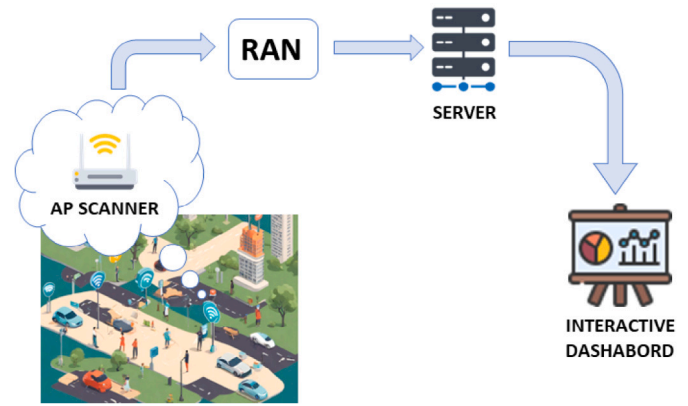 RAN
SERVER
AP SCANNER
INTERACTIVE
DASHABORD